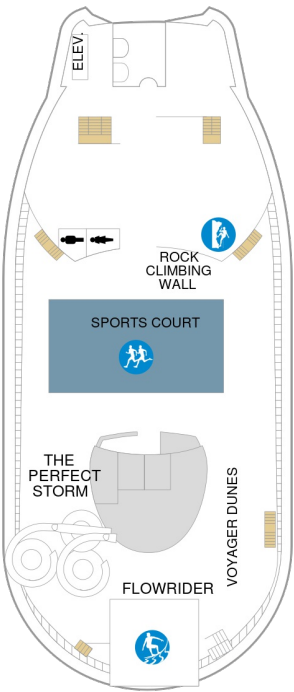 ELEV.
ROCK
CLIMBING
WALL
SPORTS COURT
THE
PERFECT
STORM
VOYAGER DUNES
FLOWRIDER